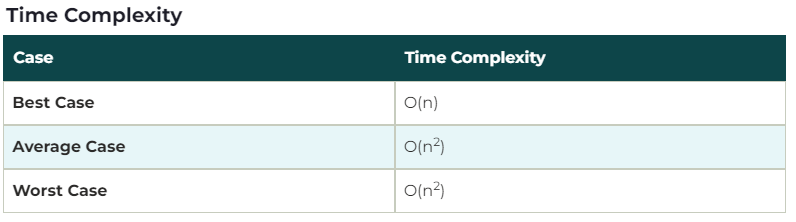 Time Complexity
Case Time Complexity
Best Case O(n)
Average Case O(n²)
Worst Case O(n²)